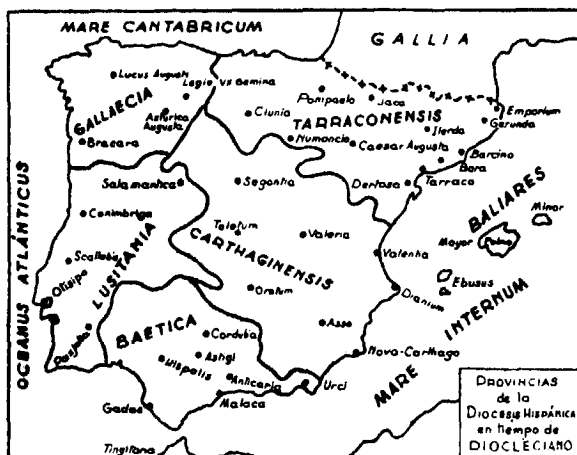 MARE CANTABRICUM
GALLIA
Lucus Augusti
Legio VII Gemina
GALLAECIA
Asturica
Augusta
Bracara
Pompaelo
Jaca
Clunia
TARRACONENSIS
Numancia
Caesar Augusta
Ilerda
Emporium
Gerunda
Barcino
Bara
Tarraco
Dertosa
Salamantica
Segontia
Conimbriga
Toletum
Valeria
CARTHAGINENSIS
Valentia
Scallabis
Olisipo
LUSITANIA
Oretum
Dianium
BALIARES
Minor
Mayor
Palma
Ebusus
MARE INTERNUM
OCEANUS ATLÁNTICUS
BAETICA
Corduba
Astigi
Hispalis
Anticaria
Malaca
Gades
Urci
Asso
Nova-Carthago
Tingitana
PROVINCIAS
de la
DIOCESIS HISPÁNICA
en tiempo de
DIOCLECIANO